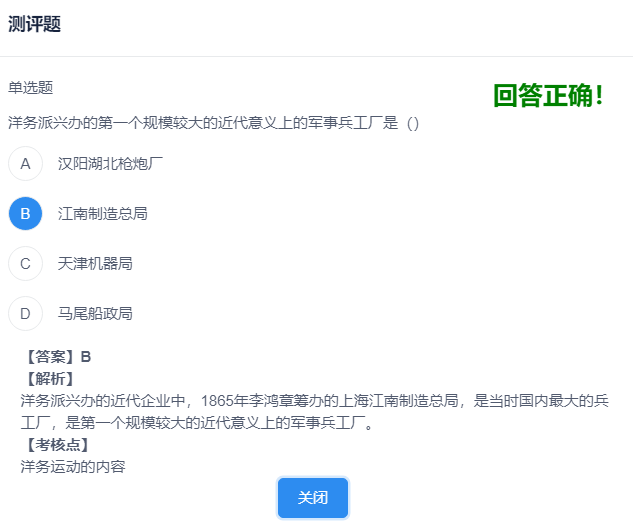 测评题
单选题
回答正确！
洋务派兴办的第一个规模较大的近代意义上的军事兵工厂是（）
A 汉阳湖北枪炮厂
B 江南制造总局
C 天津机器局
D 马尾船政局
【答案】B
【解析】
洋务派兴办的近代企业中，1865年李鸿章筹办的上海江南制造总局，是当时国内最大的兵
工厂，是第一个规模较大的近代意义上的军事兵工厂。
【考核点】
洋务运动的内容
关闭